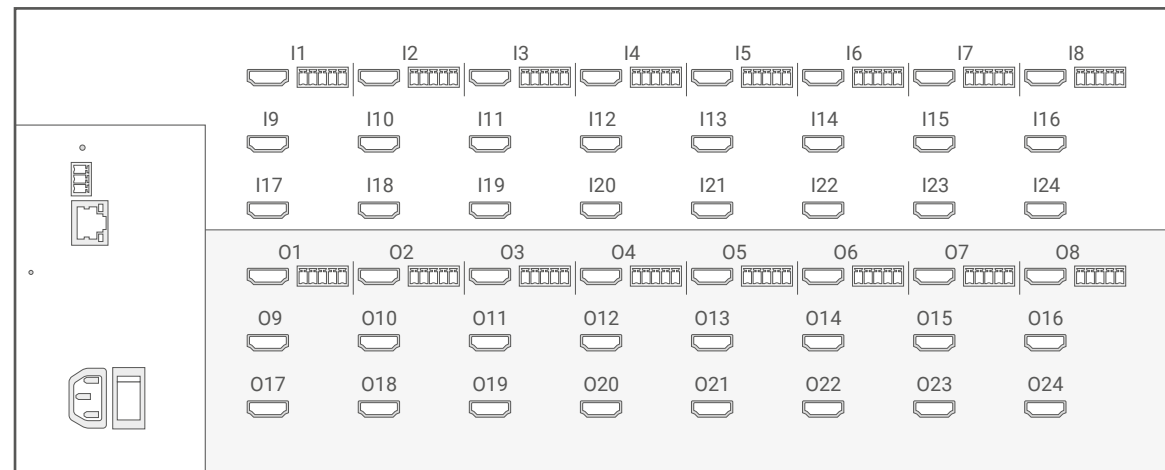 I1 I2 I3 I4 I5 I6 I7 I8
I9 I10 I11 I12 I13 I14 I15 I16
I17 I18 I19 I20 I21 I22 I23 I24
O1 O2 O3 O4 O5 O6 O7 O8
O9 O10 O11 O12 O13 O14 O15 O16
O17 O18 O19 O20 O21 O22 O23 O24